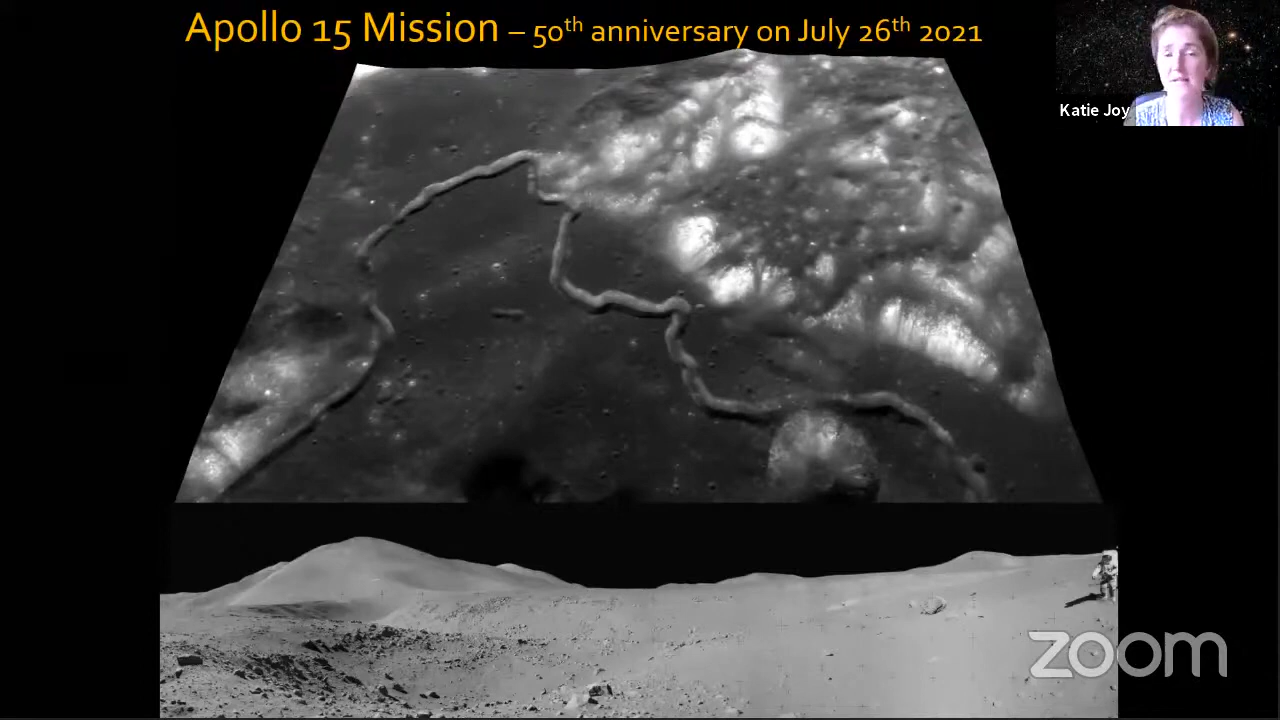 Apollo 15 Mission – 50th anniversary on July 26th 2021
Katie Joy
zoom